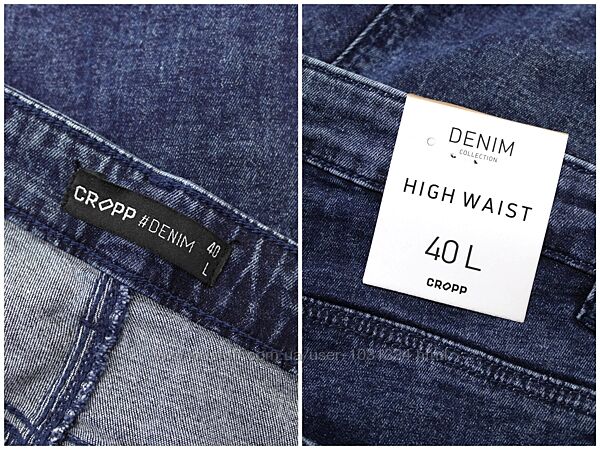 CROPP #DENIM 40
L
DENIM
COLLECTION
HIGH WAIST
40 L
CROPP